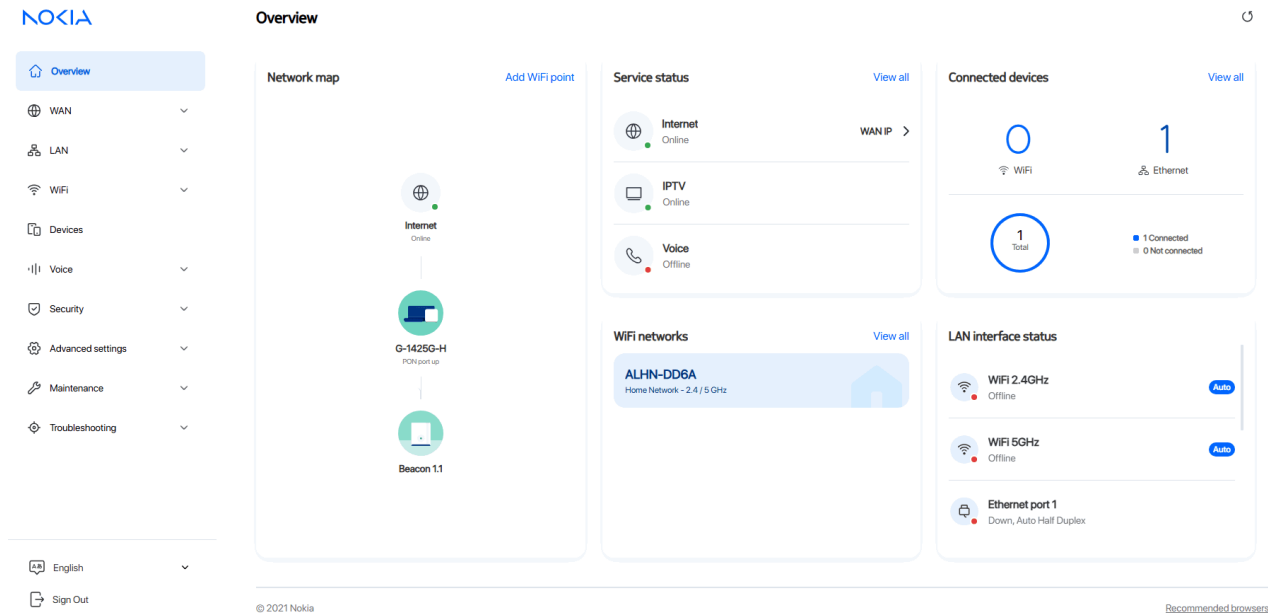 NOKIA
Overview
Overview
WAN
LAN
WiFi
Devices
Voice
Security
Advanced settings
Maintenance
Troubleshooting
English
Sign Out
Network map
Add WiFi point
Internet
Online
G-1425G-H
PON port up
Beacon 1.1
Service status
View all
Internet
Online
WAN IP
IPTV
Online
Voice
Offline
Connected devices
View all
0
WiFi
1
Ethernet
1
Total
1 Connected
0 Not connected
WiFi networks
View all
ALHN-DD6A
Home Network - 2.4 / 5 GHz
LAN interface status
WiFi 2.4GHz
Offline
Auto
WiFi 5GHz
Offline
Auto
Ethernet port 1
Down, Auto Half Duplex
© 2021 Nokia
Recommended browsers